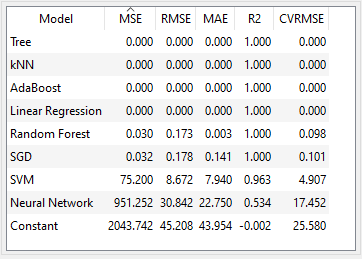 Model MSE RMSE MAE R2 CVRMSE
Tree 0.000 0.000 0.000 1.000 0.000
kNN 0.000 0.000 0.000 1.000 0.000
AdaBoost 0.000 0.000 0.000 1.000 0.000
Linear Regression 0.000 0.000 0.000 1.000 0.000
Random Forest 0.030 0.173 0.003 1.000 0.098
SGD 0.032 0.178 0.141 1.000 0.101
SVM 75.200 8.672 7.940 0.963 4.907
Neural Network 951.252 30.842 22.750 0.534 17.452
Constant 2043.742 45.208 43.954 -0.002 25.580